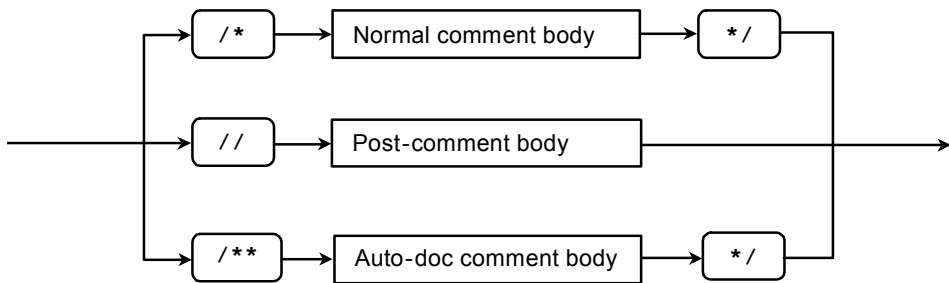 /* Normal comment body */
// Post-comment body
/** Auto-doc comment body */